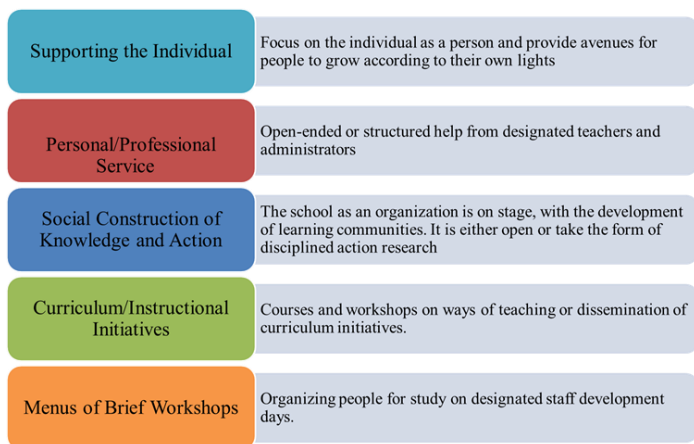 Supporting the Individual
Focus on the individual as a person and provide avenues for
people to grow according to their own lights
Personal/Professional
Service
Open-ended or structured help from designated teachers and
administrators
Social Construction of
Knowledge and Action
The school as an organization is on stage, with the development
of learning communities. It is either open or take the form of
disciplined action research
Curriculum/Instructional
Initiatives
Courses and workshops on ways of teaching or dissemination of
curriculum initiatives.
Menus of Brief Workshops
Organizing people for study on designated staff development
days.